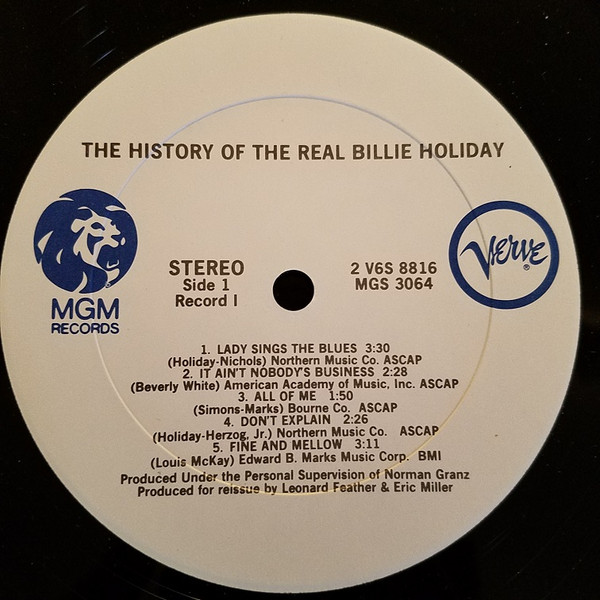 THE HISTORY OF THE REAL BILLIE HOLIDAY
MGM
RECORDS
STEREO
Side 1
Record I
2 V6S 8816
MGS 3064
Verve
®
1. LADY SINGS THE BLUES 3:30
(Holiday-Nichols) Northern Music Co. ASCAP
2. IT AIN'T NOBODY'S BUSINESS 2:28
(Beverly White) American Academy of Music, Inc. ASCAP
3. ALL OF ME 1:50
(Simons-Marks) Bourne Co. ASCAP
4. DON'T EXPLAIN 2:26
(Holiday-Herzog, Jr.) Northern Music Co. ASCAP
5. FINE AND MELLOW 3:11
(Louis McKay) Edward B. Marks Music Corp. BMI
Produced Under the Personal Supervision of Norman Granz
Produced for reissue by Leonard Feather & Eric Miller